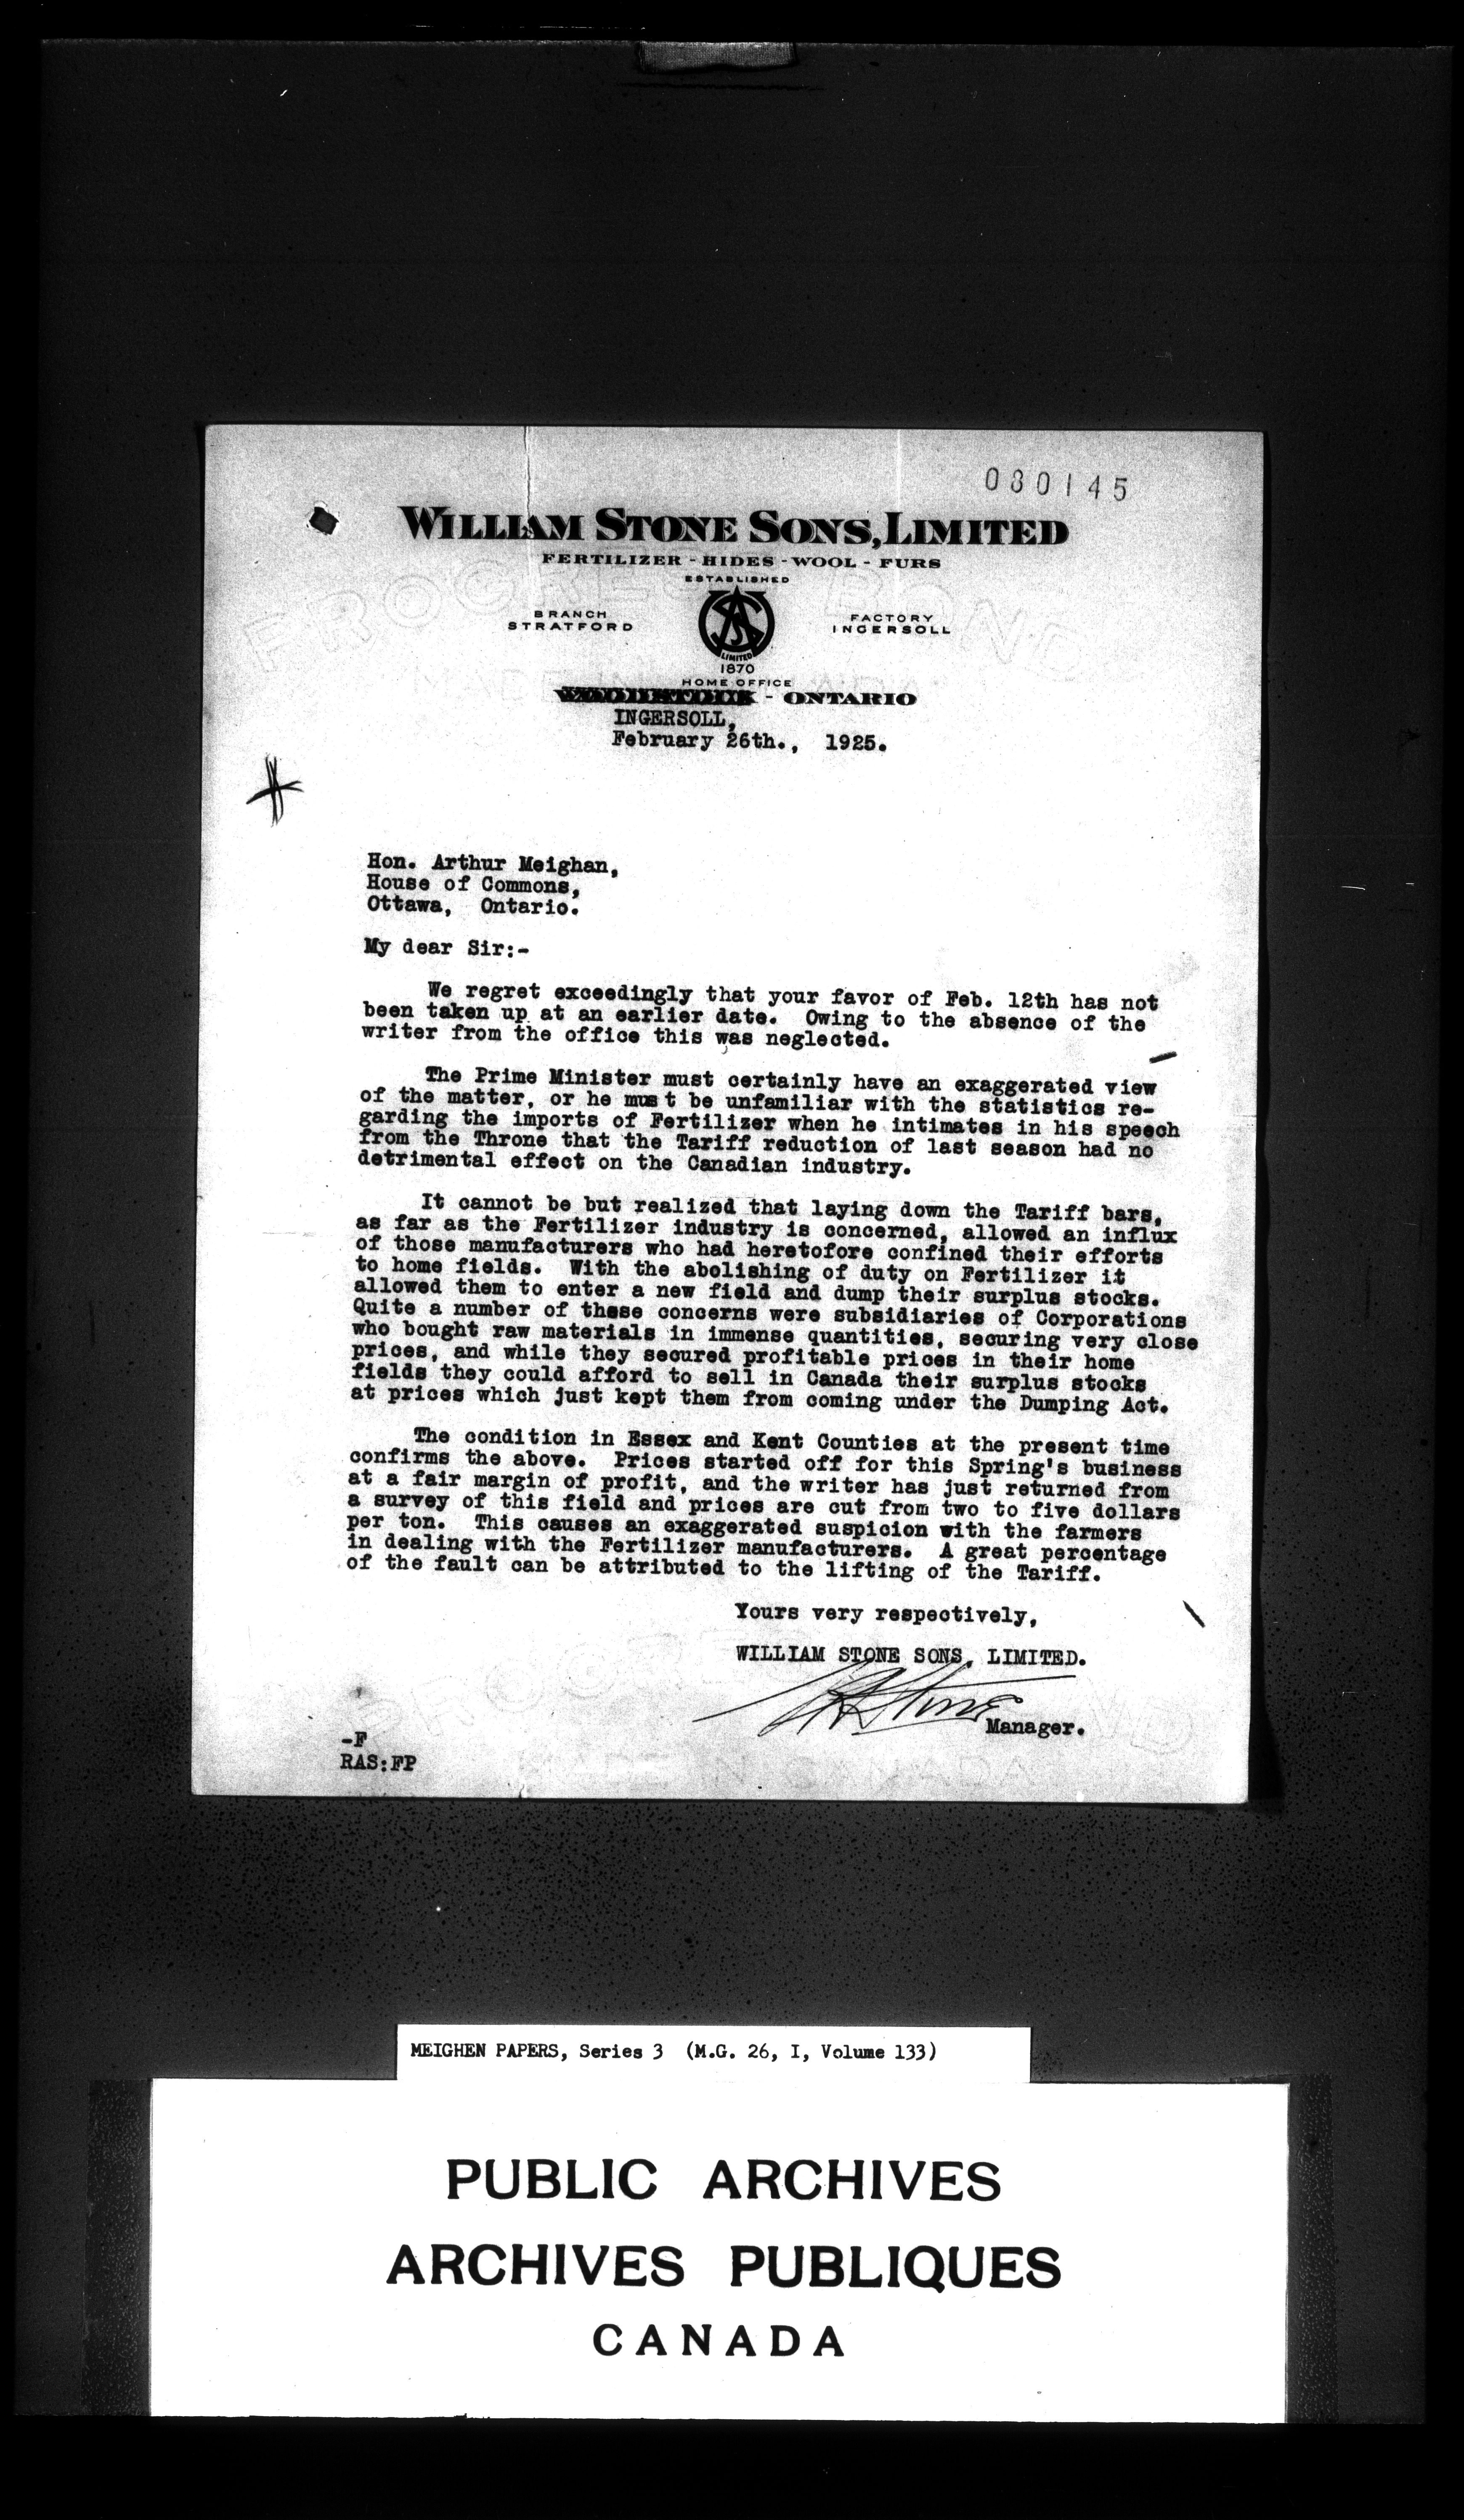 080145
WILLIAM STONE SONS, LIMITED
FERTILIZER - HIDES - WOOL - FURS
ESTABLISHED
BRANCH
STRATFORD
FACTORY
INGERSOLL
LIMITED
1870
HOME OFFICE
- ONTARIO
INGERSOLL,
February 26th., 1925.
Hon. Arthur Meighan,
House of Commons,
Ottawa, Ontario.
My dear Sir:-
We regret exceedingly that your favor of Feb. 12th has not
been taken up at an earlier date. Owing to the absence of the
writer from the office this was neglected.
The Prime Minister must certainly have an exaggerated view
of the matter, or he must be unfamiliar with the statistics re-
garding the imports of Fertilizer when he intimates in his speech
from the Throne that the Tariff reduction of last season had no
detrimental effect on the Canadian industry.
It cannot be but realized that laying down the Tariff bars,
as far as the Fertilizer industry is concerned, allowed an influx
of those manufacturers who had heretofore confined their efforts
to home fields. With the abolishing of duty on Fertilizer it
allowed them to enter a new field and dump their surplus stocks.
Quite a number of these concerns were subsidiaries of Corporations
who bought raw materials in immense quantities, securing very close
prices, and while they secured profitable prices in their home
fields they could afford to sell in Canada their surplus stocks
at prices which just kept them from coming under the Dumping Act.
The condition in Essex and Kent Counties at the present time
confirms the above. Prices started off for this Spring's business
at a fair margin of profit, and the writer has just returned from
a survey of this field and prices are cut from two to five dollars
per ton. This causes an exaggerated suspicion with the farmers
in dealing with the Fertilizer manufacturers. A great percentage
of the fault can be attributed to the lifting of the Tariff.
Yours very respectively,
WILLIAM STONE SONS, LIMITED.
Stone
Manager.
-F
RAS:FP
MEIGHEN PAPERS, Series 3 (M.G. 26, I, Volume 133)
PUBLIC ARCHIVES
ARCHIVES PUBLIQUES
CANADA